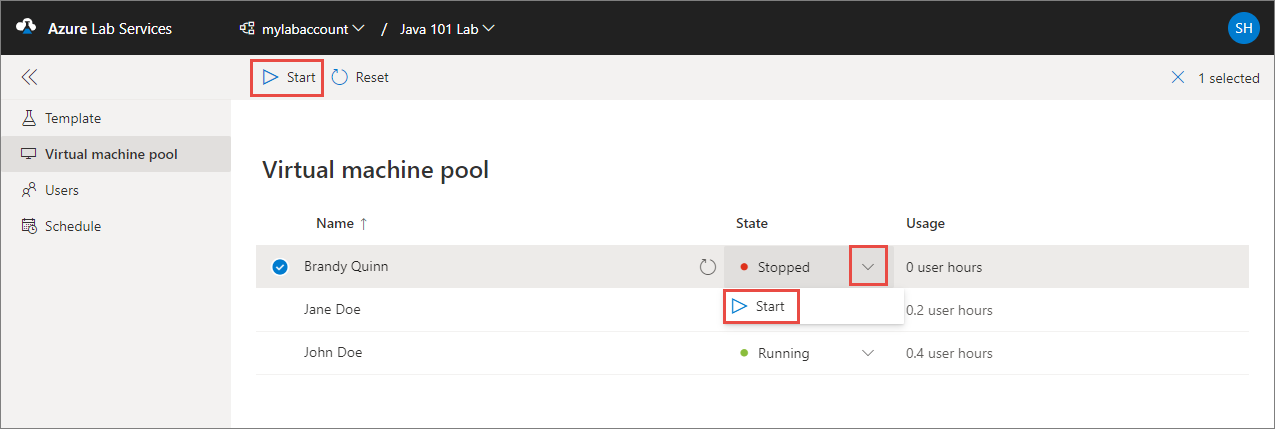 Azure Lab Services mylabaccount / Java 101 Lab SH
Start Reset 1 selected
Template
Virtual machine pool
Users
Schedule
Virtual machine pool
Name ↑ State Usage
Brandy Quinn Stopped 0 user hours
Start
Jane Doe 0.2 user hours
John Doe Running 0.4 user hours